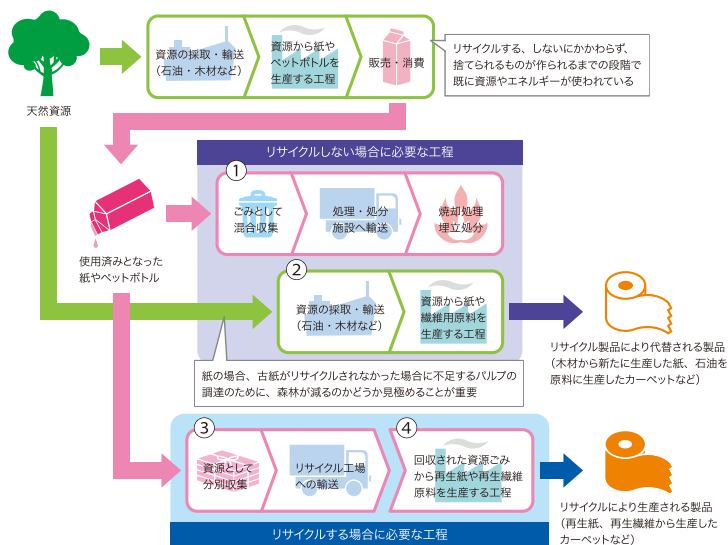 天然資源
資源の採取・輸送
(石油・木材など)
資源から紙や
ペットボトルを
生産する工程
販売・消費
リサイクルする、しないにかかわらず、
捨てられるものが作られるまでの段階で
既に資源やエネルギーが使われている
リサイクルしない場合に必要な工程
使用済みとなった
紙やペットボトル
①
ごみとして
混合収集
処理・処分
施設へ輸送
焼却処理
埋立処分
②
資源の採取・輸送
(石油・木材など)
資源から紙や
繊維用原料を
生産する工程
リサイクル製品により代替される製品
(木材から新たに生産した紙、石油を
原料に生産したカーペットなど)
紙の場合、古紙がリサイクルされなかった場合に不足するパルプの
調達のために、森林が減るのかどうか見極めることが重要
③
資源として
分別収集
リサイクル工場
への輸送
④
回収された資源ごみ
から再生紙や再生繊維
原料を生産する工程
リサイクルにより生産される製品
(再生紙、再生繊維から生産した
カーペットなど)
リサイクルする場合に必要な工程